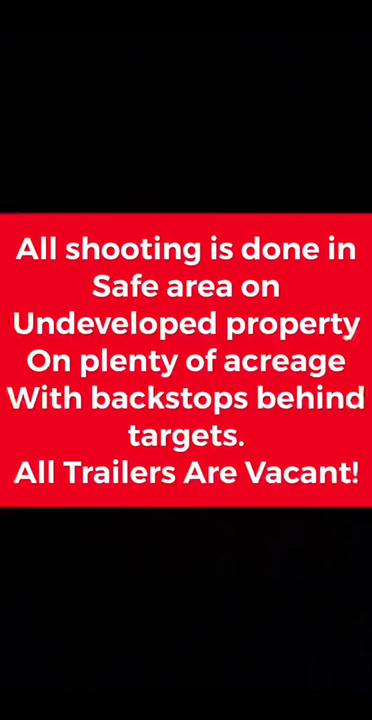 All shooting is done in
Safe area on
Undeveloped property
On plenty of acreage
With backstops behind
targets.
All Trailers Are Vacant!